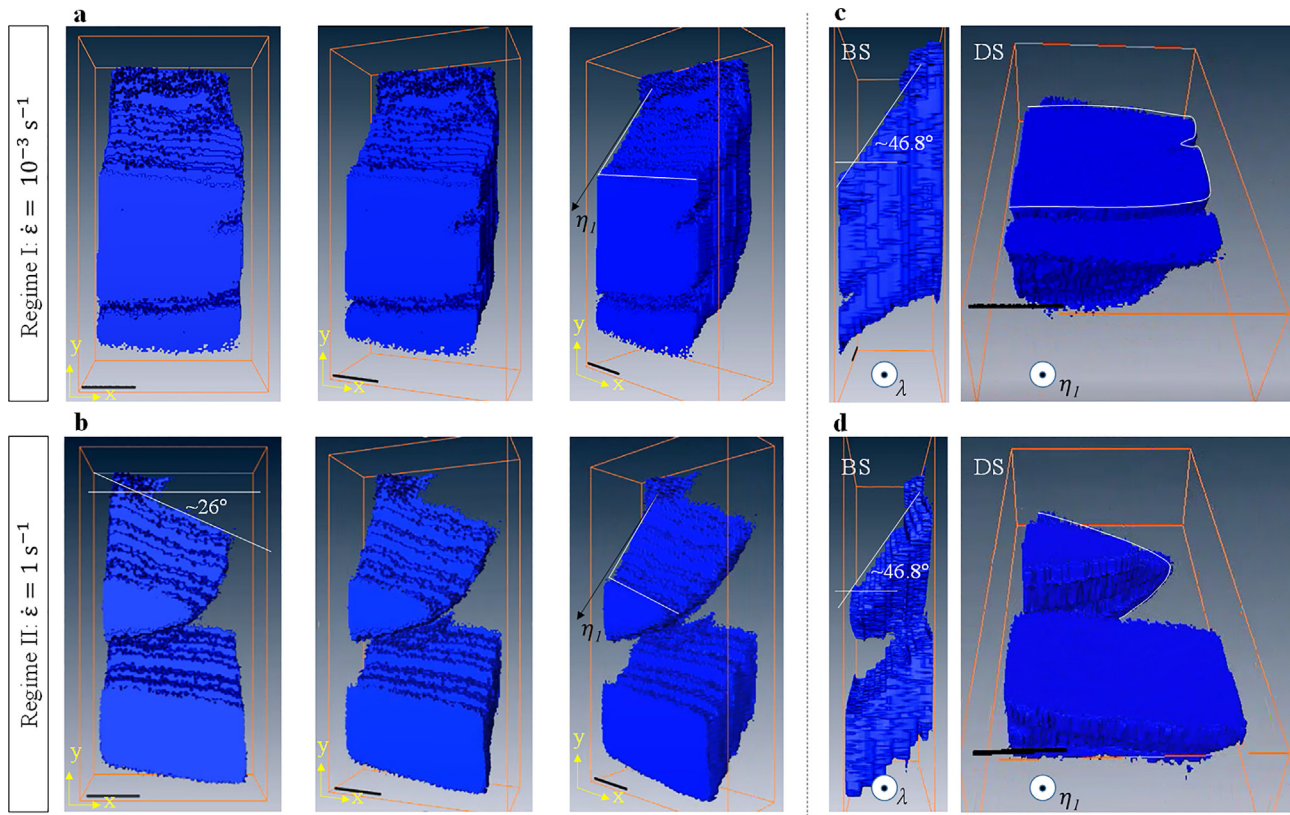 a
Regime I: ε̇ = 10⁻³ s⁻¹
η₁
y
x
x
x
c
BS
~46.8°
λ
DS
η₁
b
Regime III: ε̇ = 1 s⁻¹
~26°
η₁
y
x
y
x
y
x
d
BS
~46.8°
λ
DS
η₁